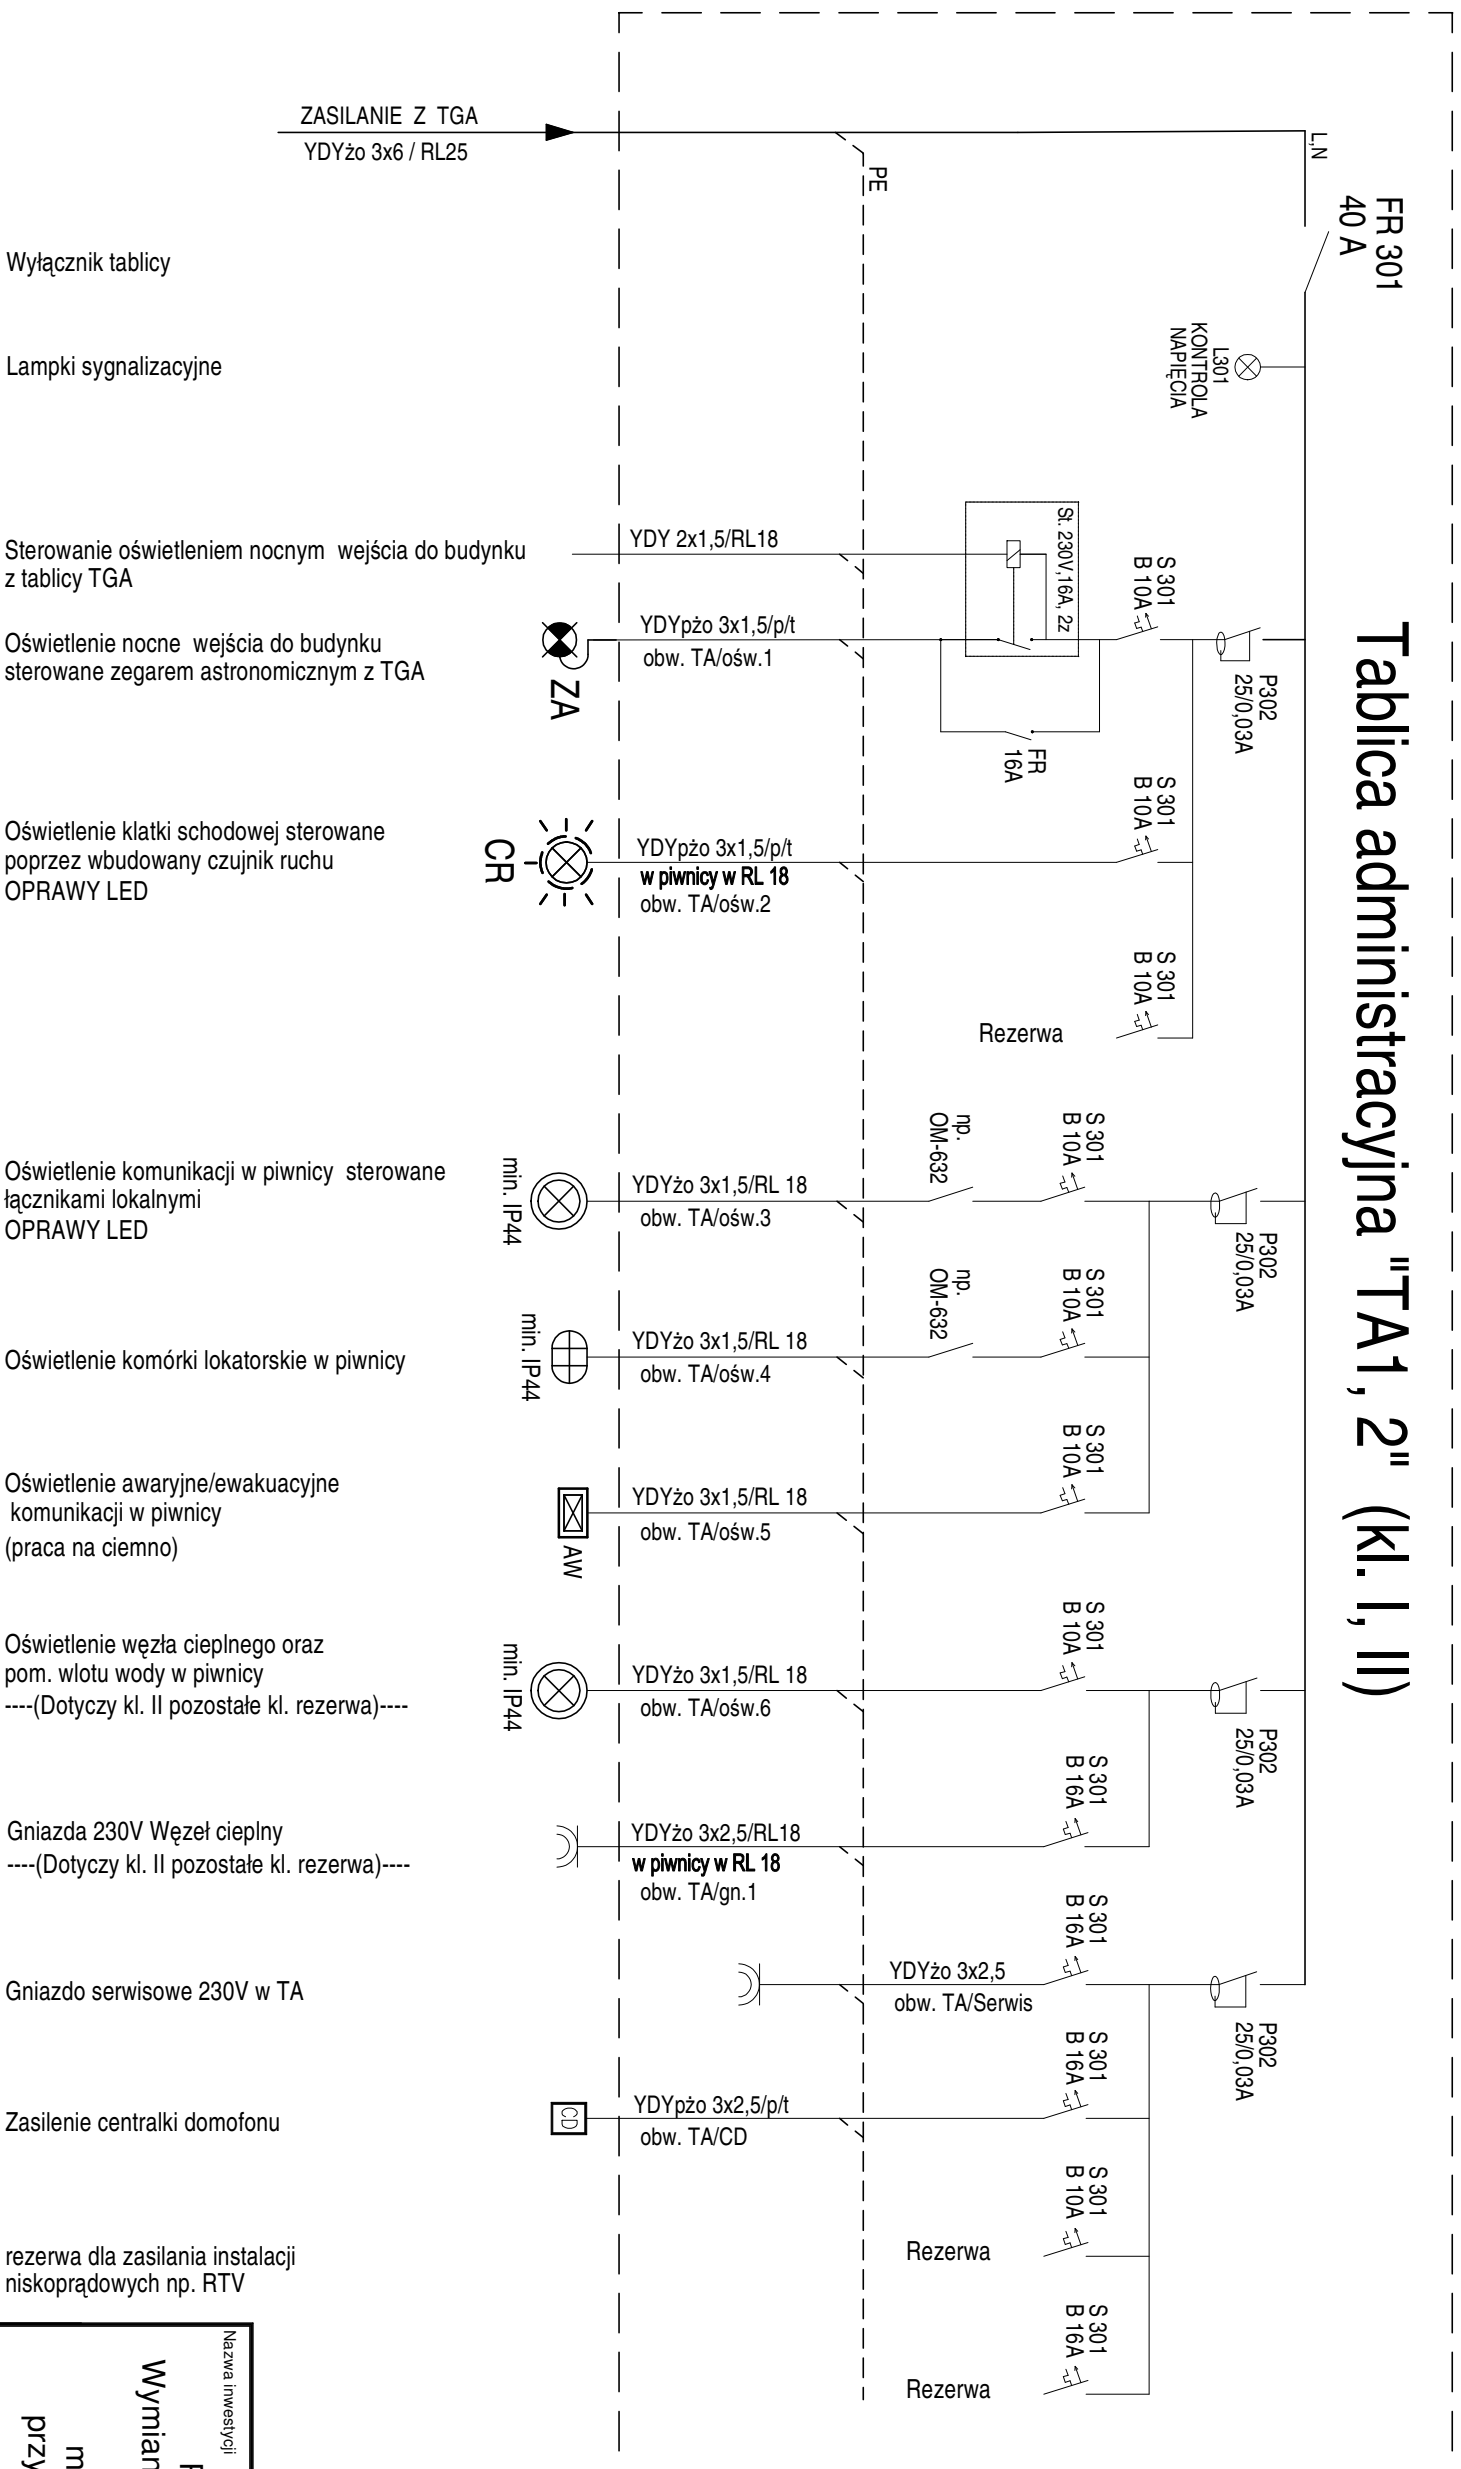 ZASILANIE Z TGA
YDYżo 3x6 / RL25
L,N
PE
FR 301
40 A
Tablica administracyjna "TA1, 2" (kl. I, II)
Wyłącznik tablicy
Lampki sygnalizacyjne
L301
KONTROLA
NAPIĘCIA
Sterowanie oświetleniem nocnym wejścia do budynku
z tablicy TGA
YDY 2x1,5/RL18
St. 230V,16A, 2z
S 301
B 10A
P302
25/0,03A
Oświetlenie nocne wejścia do budynku
sterowane zegarem astronomicznym z TGA
ZA
YDYpżo 3x1,5/p/t
obw. TA/ośw.1
FR
16A
Oświetlenie klatki schodowej sterowane
poprzez wbudowany czujnik ruchu
OPRAWY LED
CR
YDYpżo 3x1,5/p/t
w piwnicy w RL 18
obw. TA/ośw.2
S 301
B 10A
S 301
B 10A
Rezerwa
Oświetlenie komunikacji w piwnicy sterowane
łącznikami lokalnymi
OPRAWY LED
min. IP44
YDYżo 3x1,5/RL 18
obw. TA/ośw.3
np.
OM-632
S 301
B 10A
P302
25/0,03A
Oświetlenie komórki lokatorskie w piwnicy
min. IP44
YDYżo 3x1,5/RL 18
obw. TA/ośw.4
np.
OM-632
S 301
B 10A
Oświetlenie awaryjne/ewakuacyjne
komunikacji w piwnicy
(praca na ciemno)
AW
YDYżo 3x1,5/RL 18
obw. TA/ośw.5
S 301
B 10A
Oświetlenie węzła cieplnego oraz
pom. wlotu wody w piwnicy
----(Dotyczy kl. II pozostałe kl. rezerwa)----
min. IP44
YDYżo 3x1,5/RL 18
obw. TA/ośw.6
S 301
B 10A
P302
25/0,03A
Gniazda 230V Węzeł cieplny
----(Dotyczy kl. II pozostałe kl. rezerwa)----
YDYżo 3x2,5/RL18
w piwnicy w RL 18
obw. TA/gn.1
S 301
B 16A
Gniazdo serwisowe 230V w TA
YDYżo 3x2,5
obw. TA/Serwis
S 301
B 16A
P302
25/0,03A
Zasilenie centralki domofonu
CD
YDYpżo 3x2,5/p/t
obw. TA/CD
S 301
B 16A
rezerwa dla zasilania instalacji
niskoprądowych np. RTV
Rezerwa
S 301
B 10A
Rezerwa
S 301
B 16A
Nazwa inwestycji
Wymian
m
przy